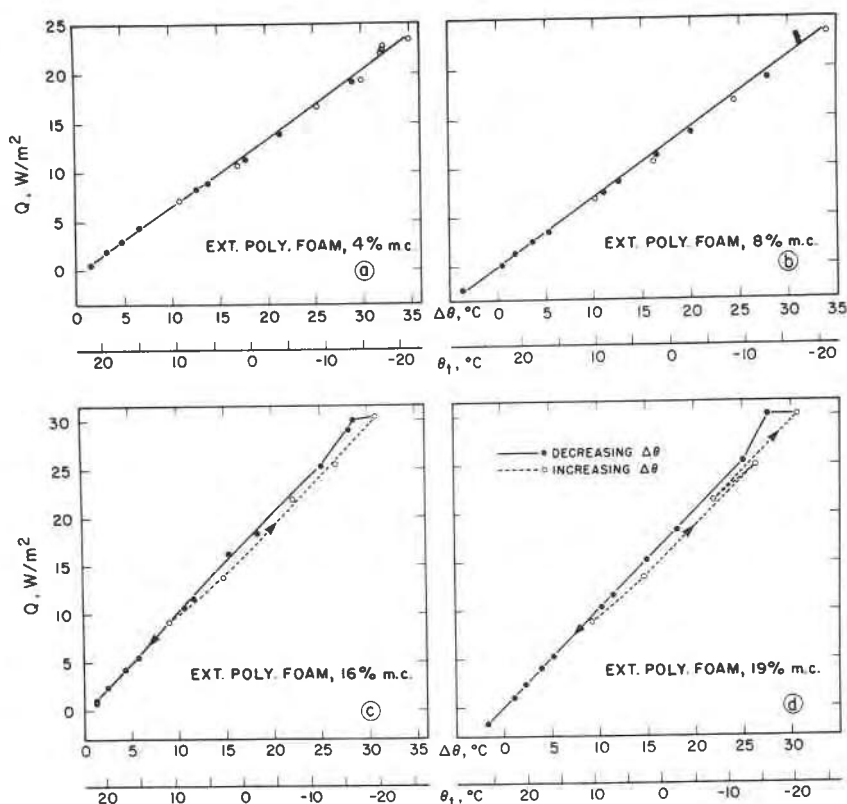 25
20
15
10
5
0
Q, W/m²
EXT. POLY. FOAM, 4% m.c.
a
EXT. POLY. FOAM, 8% m.c.
b
0 5 10 15 20 25 30 35
Δθ, °C 0 5 10 15 20 25 30 35
20 10 0 -10 -20
θt, °C 20 10 0 -10 -20
30
25
20
15
10
5
0
Q, W/m²
EXT. POLY. FOAM, 16% m.c.
c
DECREASING Δθ
INCREASING Δθ
EXT. POLY. FOAM, 19% m.c.
d
0 5 10 15 20 25 30 35
Δθ, °C 0 5 10 15 20 25 30
20 10 0 -10 -20
θt, °C 20 10 0 -10 -20